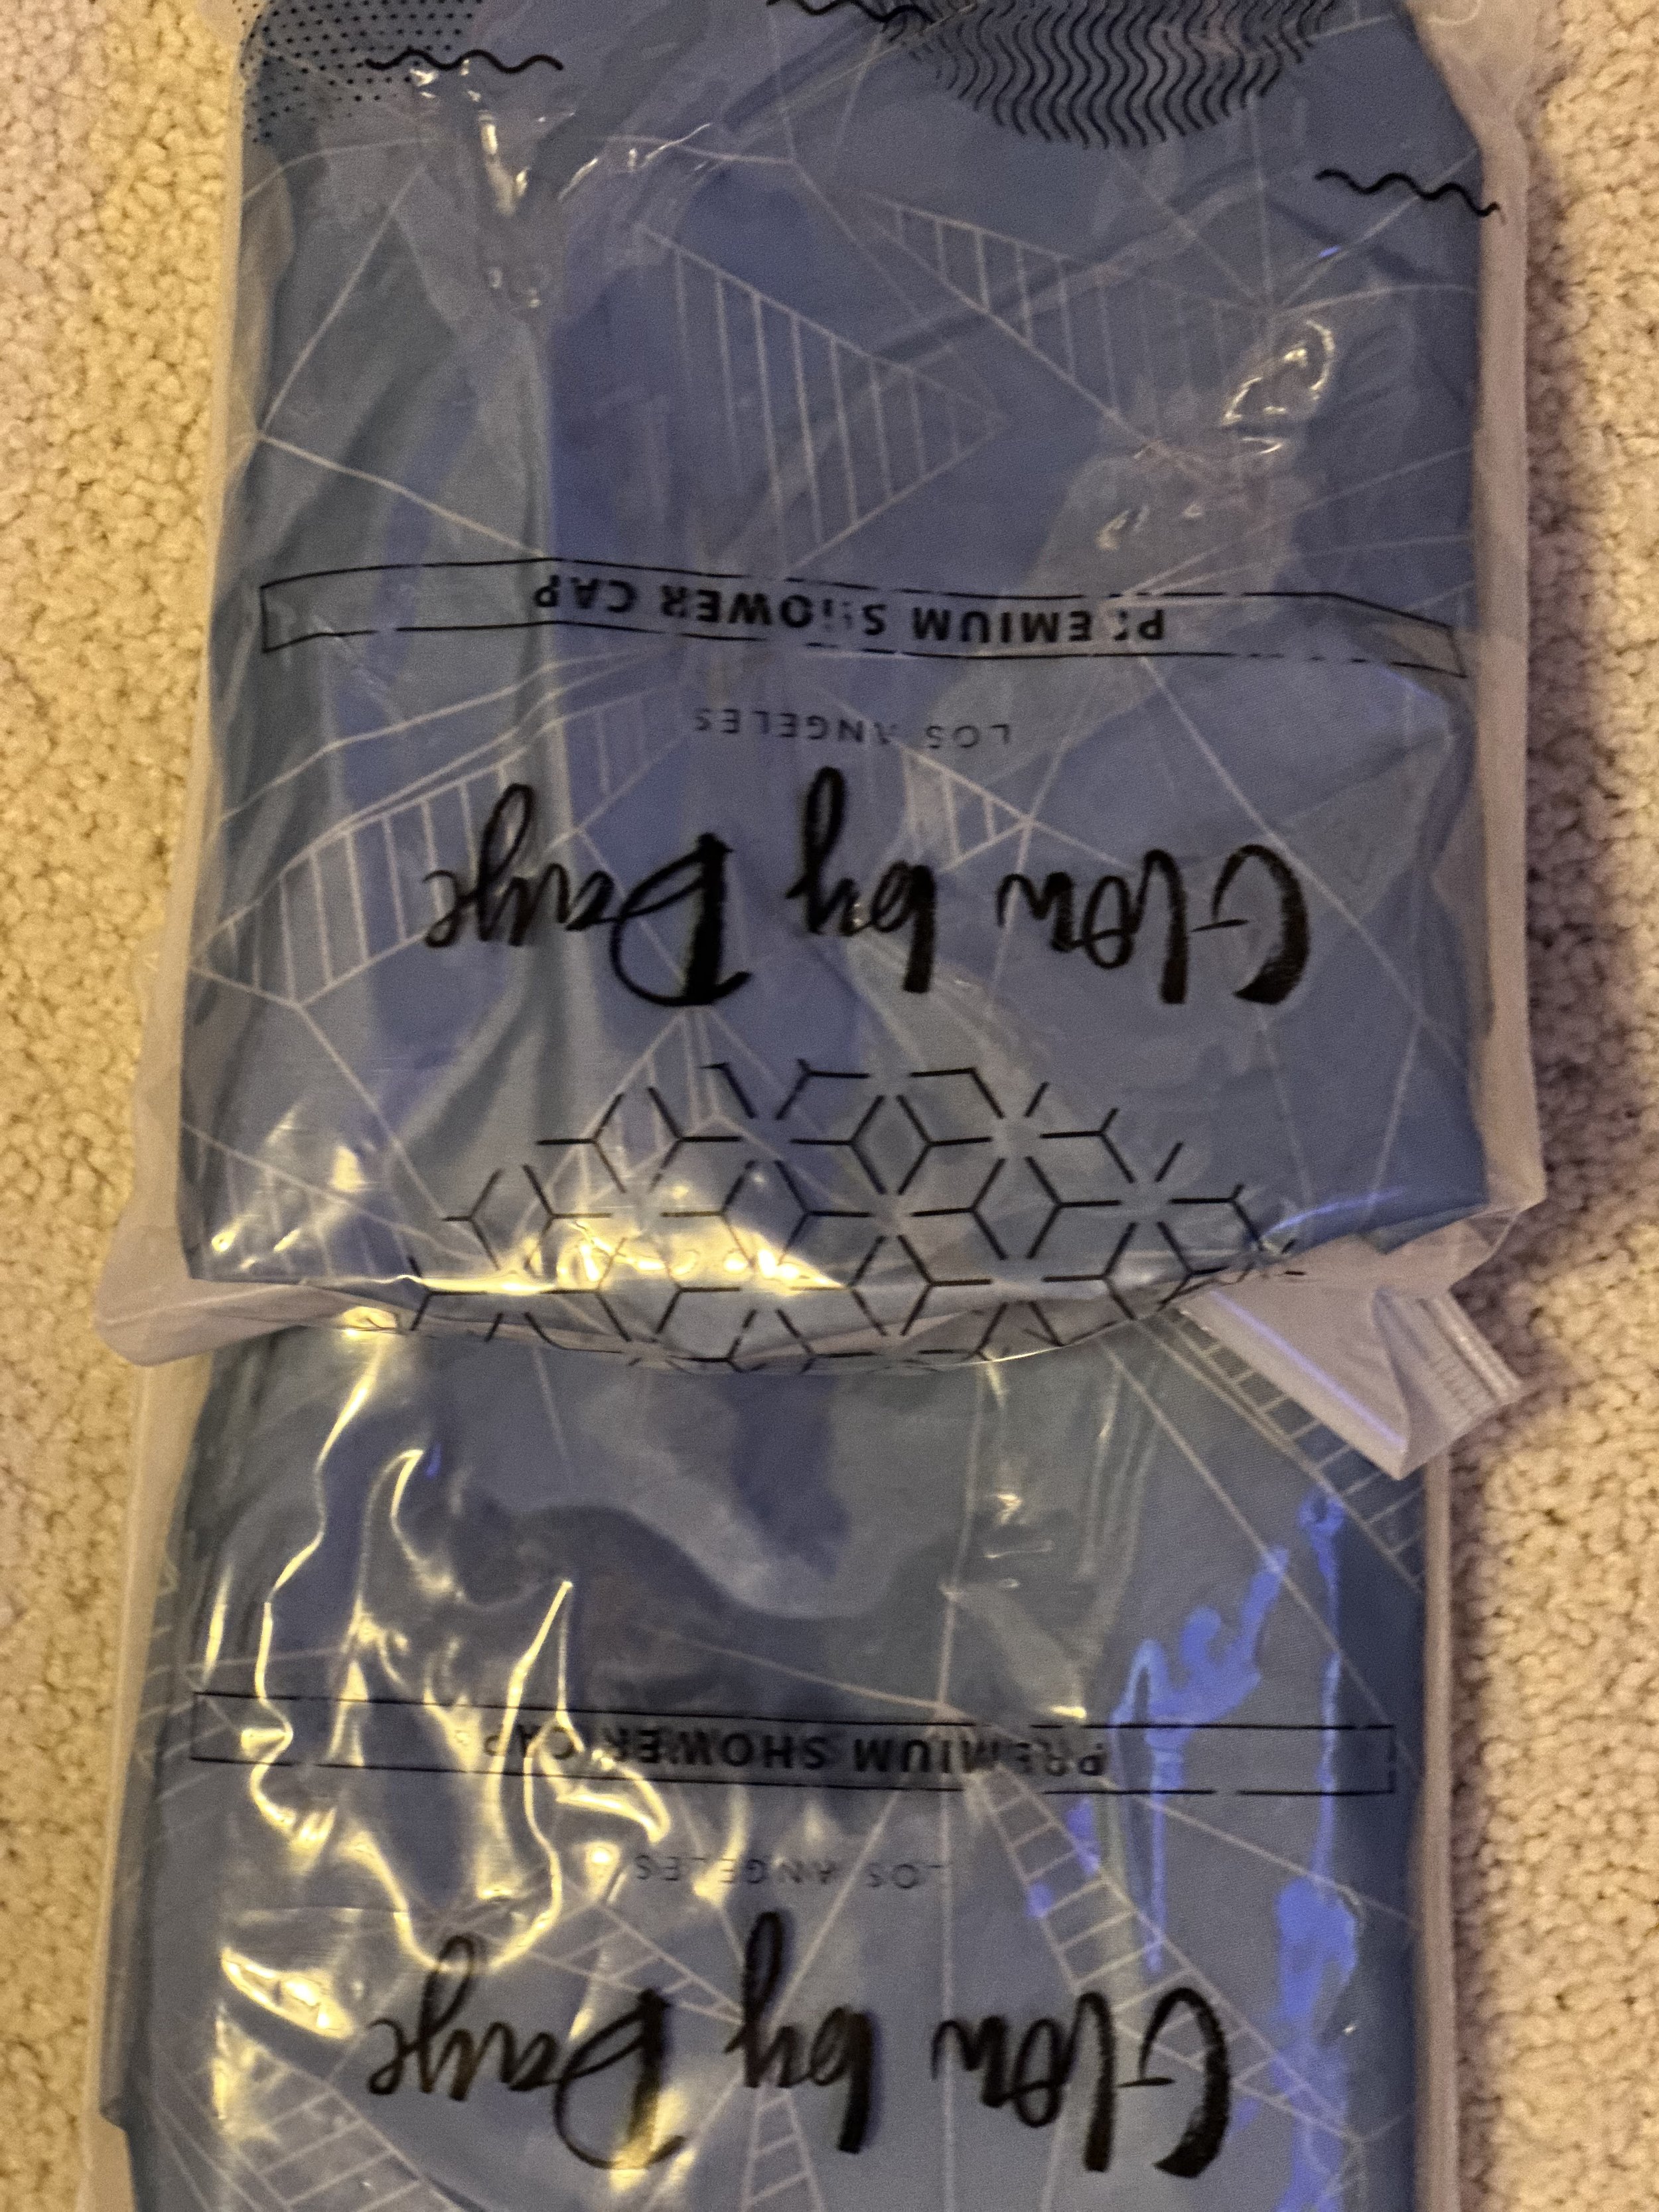 Glow by Daye
LOS ANGELES
PREMIUM SHOWER CAP
Glow by Daye
LOS ANGELES
PREMIUM SHOWER CAP